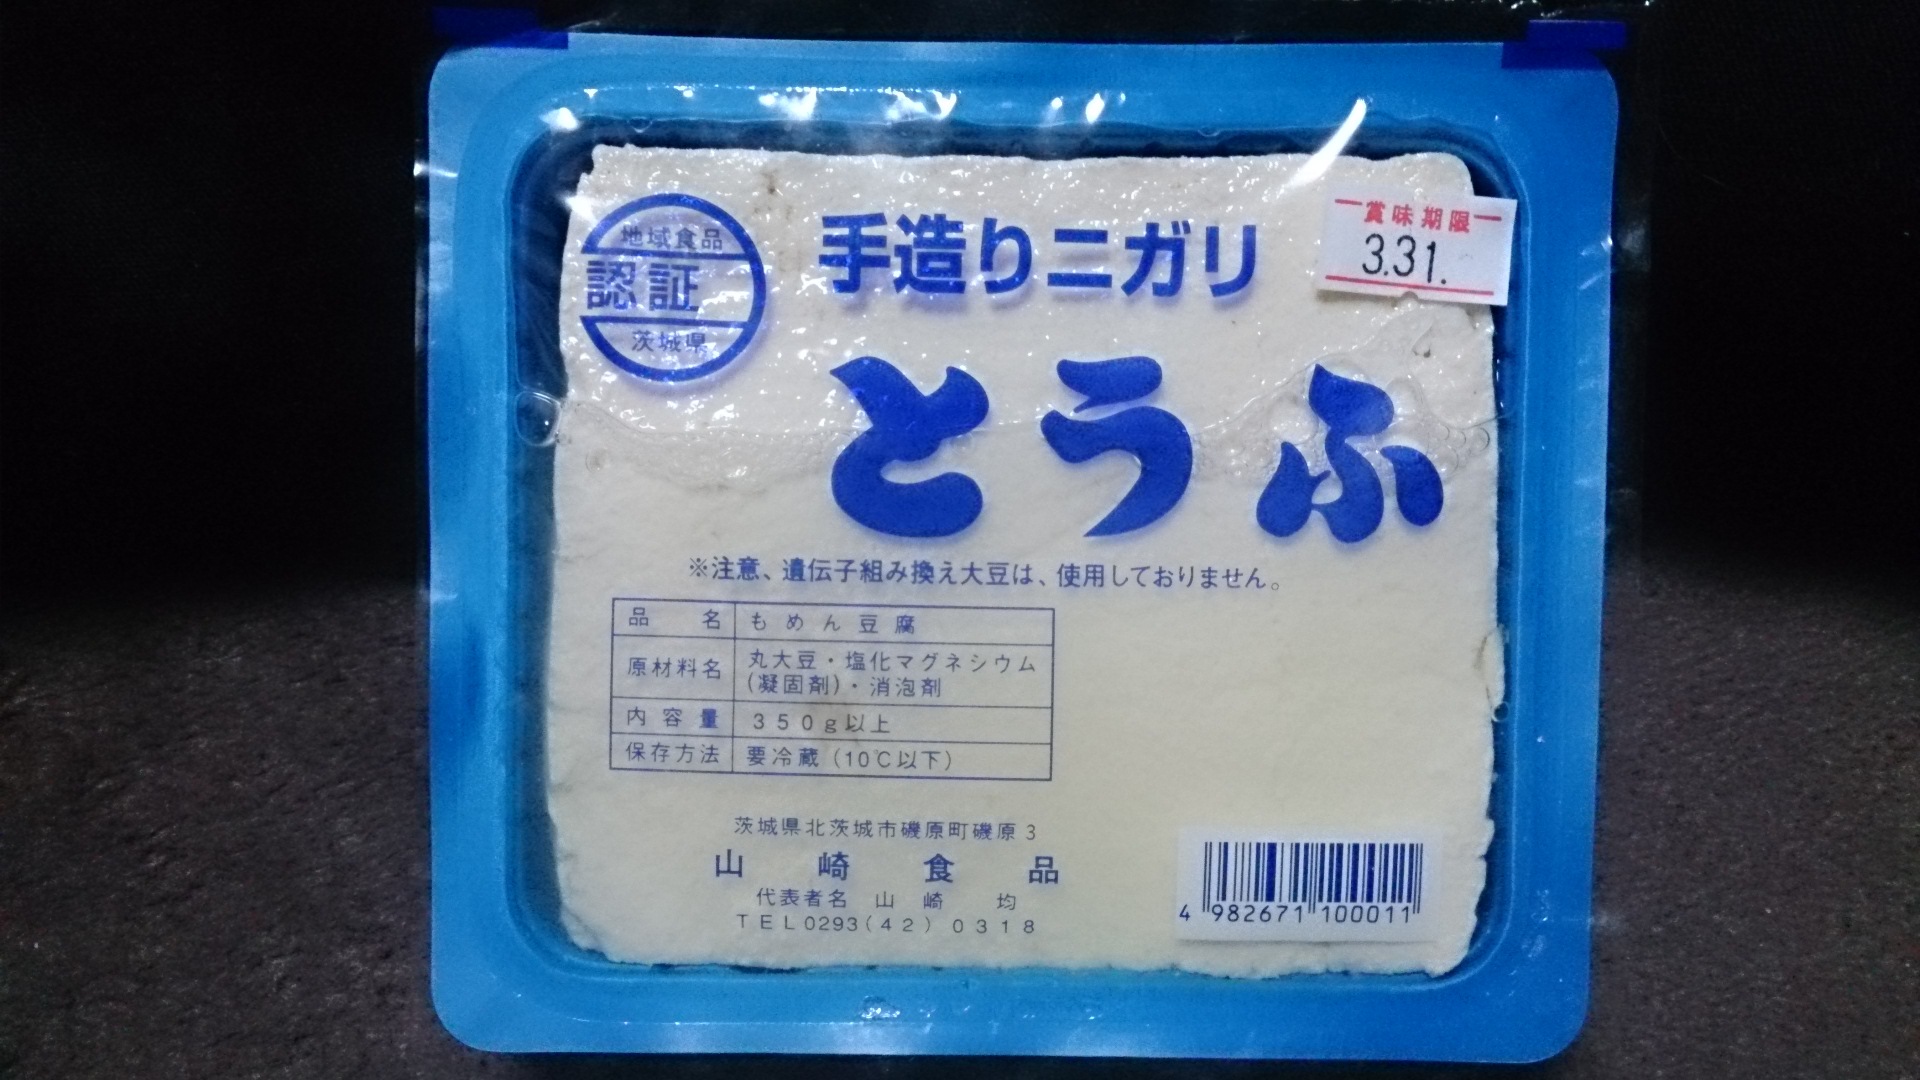 地域食品
認証
茨城県
手造りニガリ
賞味期限
3.31.
とうふ
※注意、遺伝子組み換え大豆は、使用しておりません。
品名 もめん豆腐
原材料名 丸大豆・塩化マグネシウム
(凝固剤)・消泡剤
内容量 350g以上
保存方法 要冷蔵(10℃以下)
茨城県北茨城市磯原町磯原3
山崎食品
代表者名 山崎 均
TEL0293(42)0318
4 982671 100011